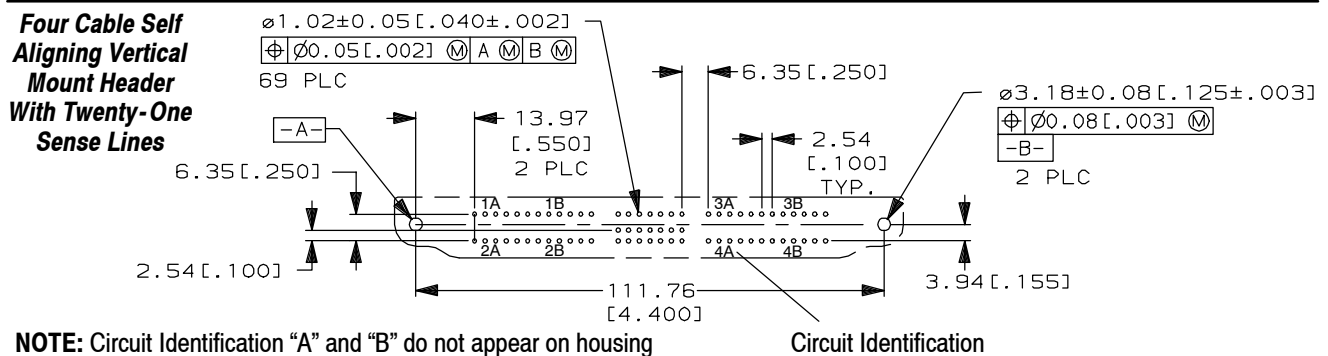 Four Cable Self
Aligning Vertical
Mount Header
With Twenty-One
Sense Lines
⌀1.02±0.05[.040±.002]
⌖ Ø0.05[.002] Ⓜ A Ⓜ B Ⓜ
69 PLC
6.35[.250]
⌀3.18±0.08[.125±.003]
⌖ Ø0.08[.003] Ⓜ
-B-
2 PLC
-A-
13.97
[.550]
2 PLC
2.54
[.100]
TYP.
6.35[.250]
1A 1B 3A 3B
2A 2B 4A 4B
2.54[.100]
3.94[.155]
111.76
[4.400]
NOTE: Circuit Identification “A” and “B” do not appear on housing
Circuit Identification